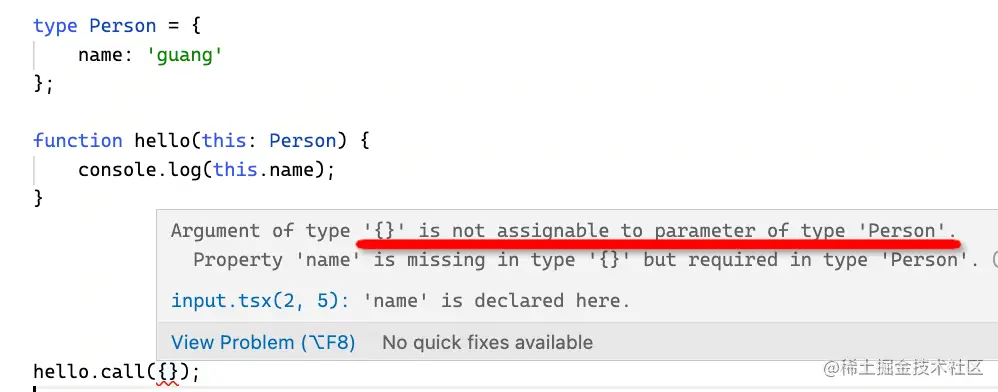 type Person = {
    name: 'guang'
};
function hello(this: Person) {
    console.log(this.name);
}
Argument of type '{}' is not assignable to parameter of type 'Person'.
  Property 'name' is missing in type '{}' but required in type 'Person'. (
input.tsx(2, 5): 'name' is declared here.
View Problem (⌥F8) No quick fixes available
hello.call({});
@稀土掘金技术社区